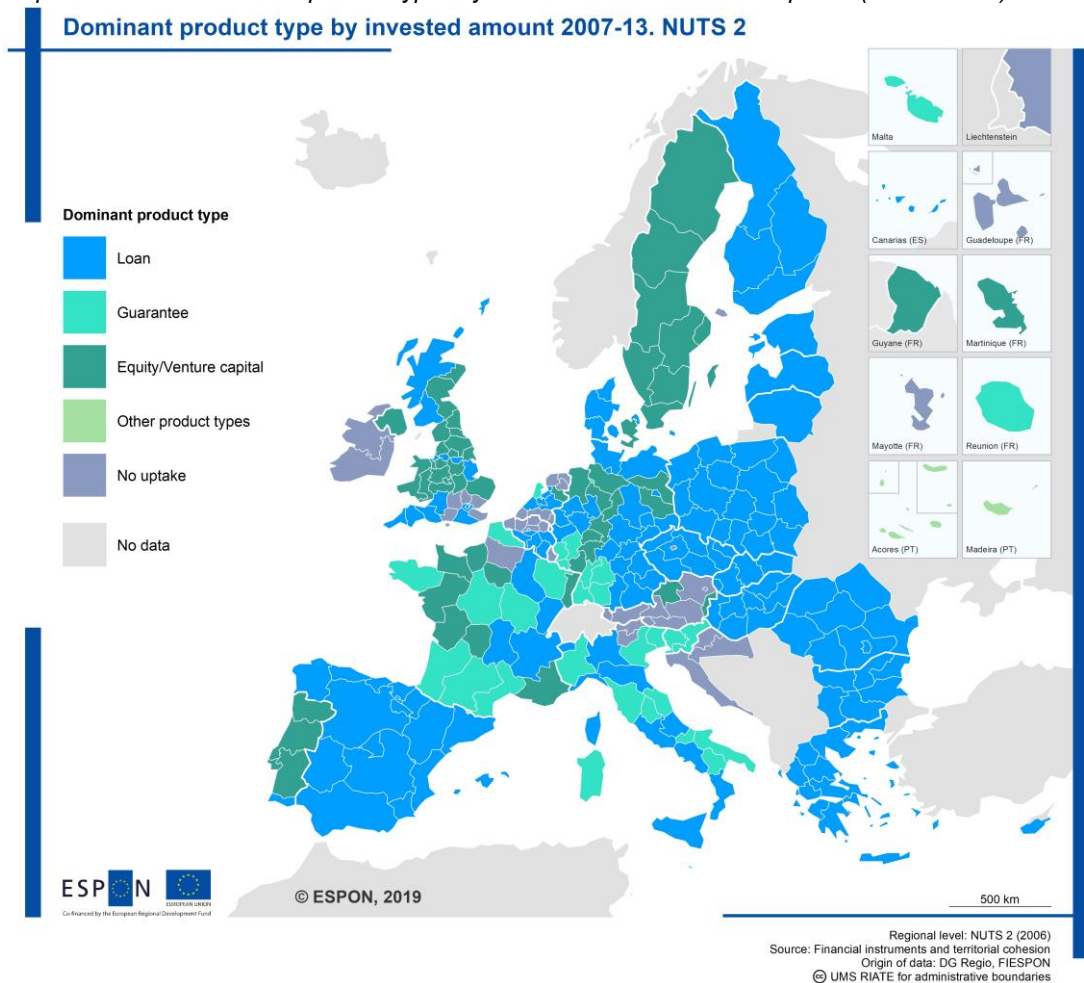 Dominant product type by invested amount 2007-13. NUTS 2
Malta
Liechtenstein
Canarias (ES)
Guadeloupe (FR)
Guyane (FR)
Martinique (FR)
Mayotte (FR)
Reunion (FR)
Acores (PT)
Madeira (PT)
Dominant product type
Loan
Guarantee
Equity/Venture capital
Other product types
No uptake
No data
ESPON
EUROPEAN UNION
Co-financed by the European Regional Development Fund
© ESPON, 2019
500 km
Regional level: NUTS 2 (2006)
Source: Financial instruments and territorial cohesion
Origin of data: DG Regio, FIESPON
UMS RIATE for administrative boundaries